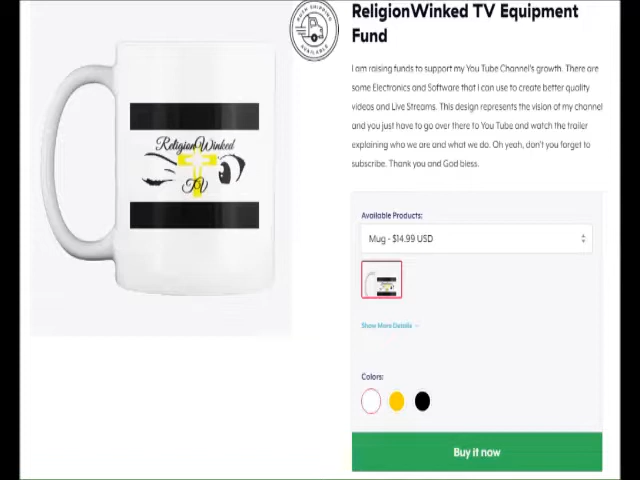 RUSH SHIPPING
AVAILABLE
ReligionWinked TV Equipment
Fund
I am raising funds to support my You Tube Channel's growth. There are
some Electronics and Software that I can use to create better quality
videos and Live Streams. This design represents the vision of my channel
and you just have to go over there to You Tube and watch the trailer
explaining who we are and what we do. Oh yeah, don't you forget to
subscribe. Thank you and God bless.
ReligionWinked
TV
Available Products:
Mug - $14.99 USD
Show More Details
Colors:
Buy it now